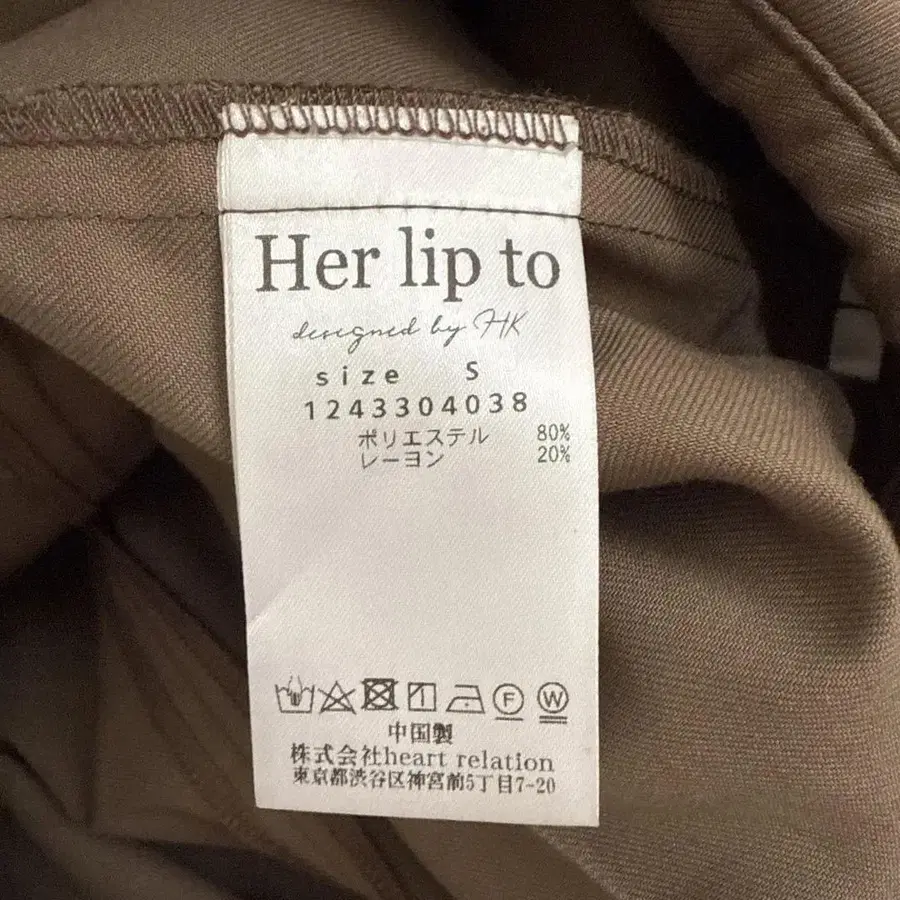 Her lip to
designed by HK
size S
1243304038
ポリエステル 80%
レーヨン 20%
F W
中国製
株式会社heart relation
東京都渋谷区神宮前5丁目7-20